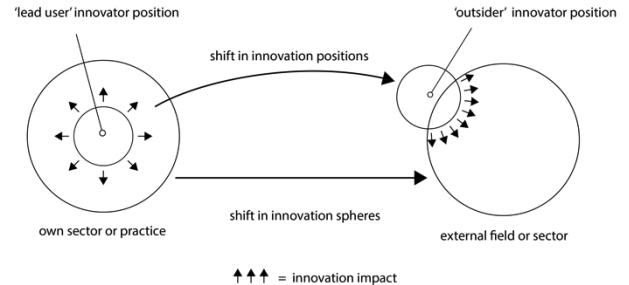 'lead user' innovator position
'outsider' innovator position
shift in innovation positions
shift in innovation spheres
own sector or practice
external field or sector
= innovation impact